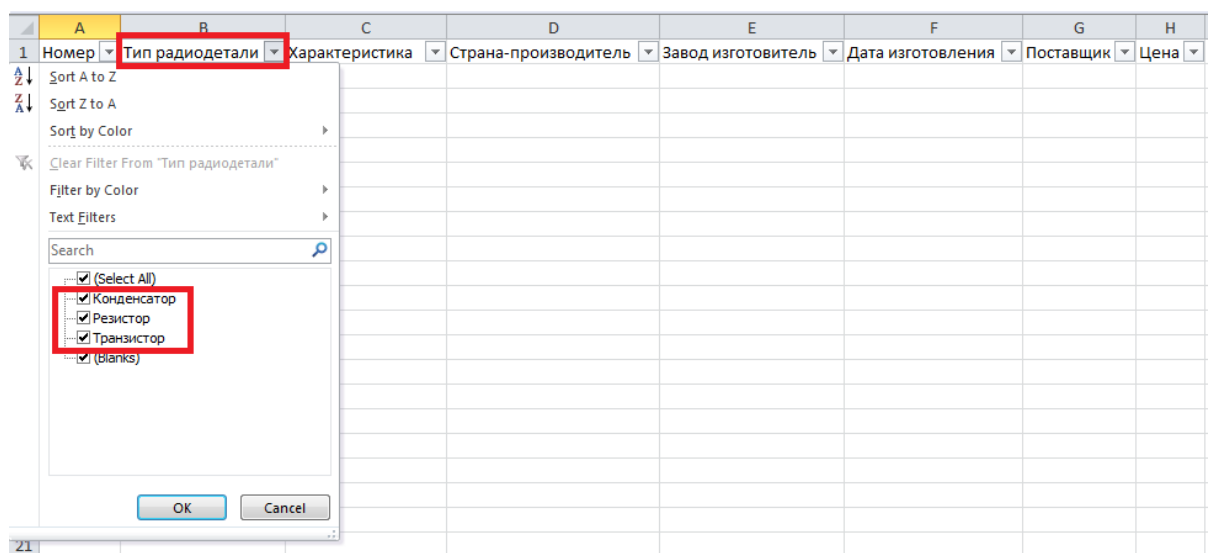 A B C D E F G H
1 Номер Тип радиодетали Характеристика Страна-производитель Завод изготовитель Дата изготовления Поставщик Цена
Sort A to Z
Sort Z to A
Sort by Color
Clear Filter From "Тип радиодетали"
Filter by Color
Text Filters
Search
(Select All)
Конденсатор
Резистор
Транзистор
(Blanks)
OK Cancel
21